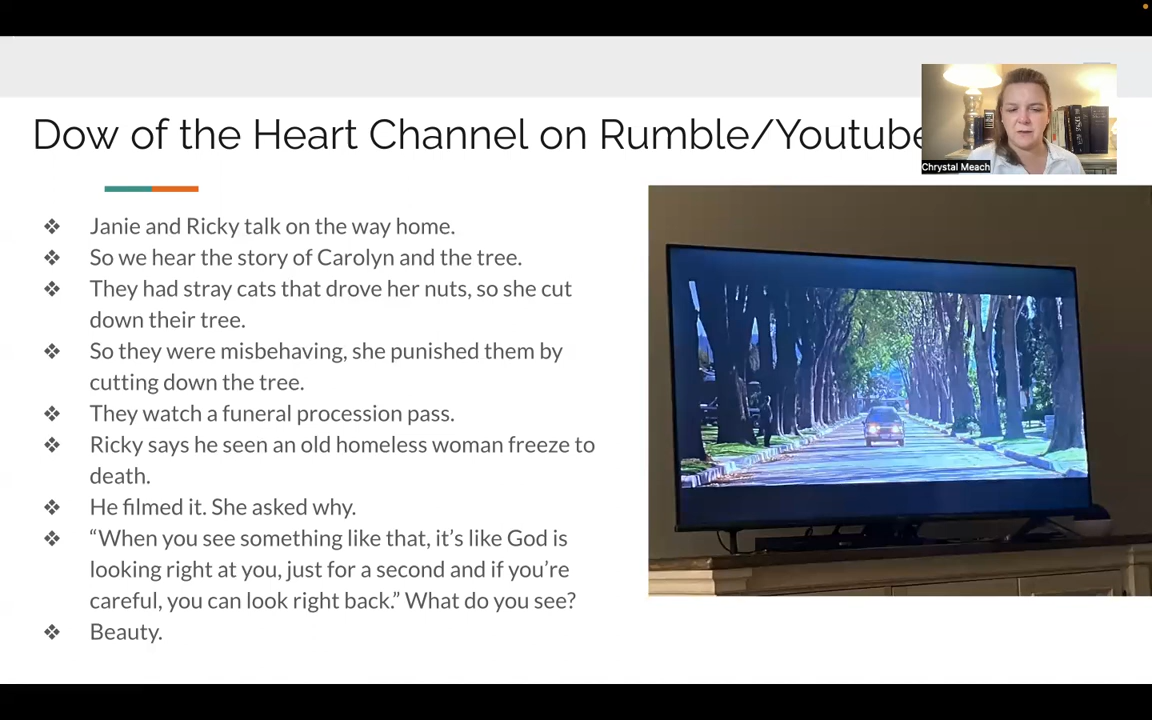 Dow of the Heart Channel on Rumble/Youtube
Chrystal Meach
❖ Janie and Ricky talk on the way home.
❖ So we hear the story of Carolyn and the tree.
❖ They had stray cats that drove her nuts, so she cut
down their tree.
❖ So they were misbehaving, she punished them by
cutting down the tree.
❖ They watch a funeral procession pass.
❖ Ricky says he seen an old homeless woman freeze to
death.
❖ He filmed it. She asked why.
❖ “When you see something like that, it’s like God is
looking right at you, just for a second and if you’re
careful, you can look right back.” What do you see?
❖ Beauty.